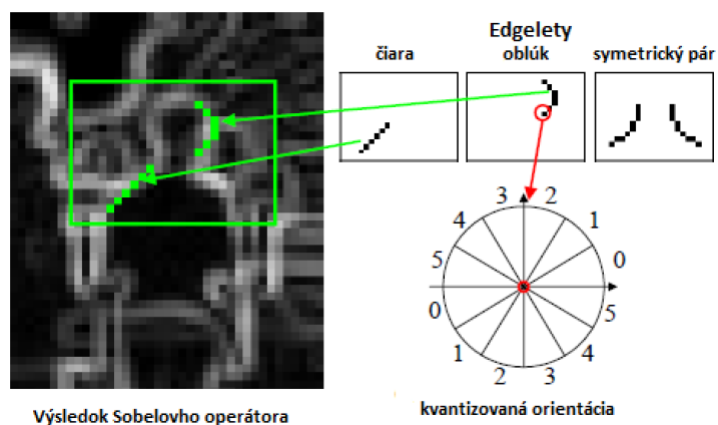 Edgelety
čiara oblúk symetrický pár
3 2
4 1
5 0
0 5
1 4
2 3
Výsledok Sobelovho operátora
kvantizovaná orientácia